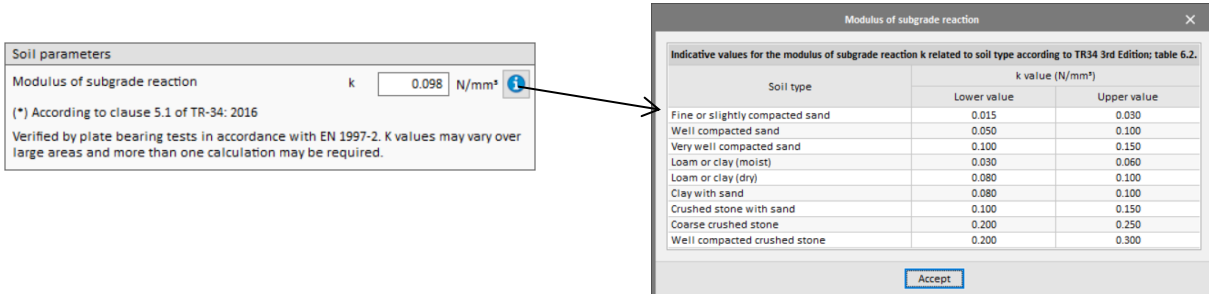 Soil parameters
Modulus of subgrade reaction k 0.098 N/mm³
(*) According to clause 5.1 of TR-34: 2016
Verified by plate bearing tests in accordance with EN 1997-2. K values may vary over
large areas and more than one calculation may be required.
Modulus of subgrade reaction
Indicative values for the modulus of subgrade reaction k related to soil type according to TR34 3rd Edition; table 6.2.
Soil type k value (N/mm³)
Lower value Upper value
Fine or slightly compacted sand 0.015 0.030
Well compacted sand 0.050 0.100
Very well compacted sand 0.100 0.150
Loam or clay (moist) 0.030 0.060
Loam or clay (dry) 0.080 0.100
Clay with sand 0.080 0.100
Crushed stone with sand 0.100 0.150
Coarse crushed stone 0.200 0.250
Well compacted crushed stone 0.200 0.300
Accept